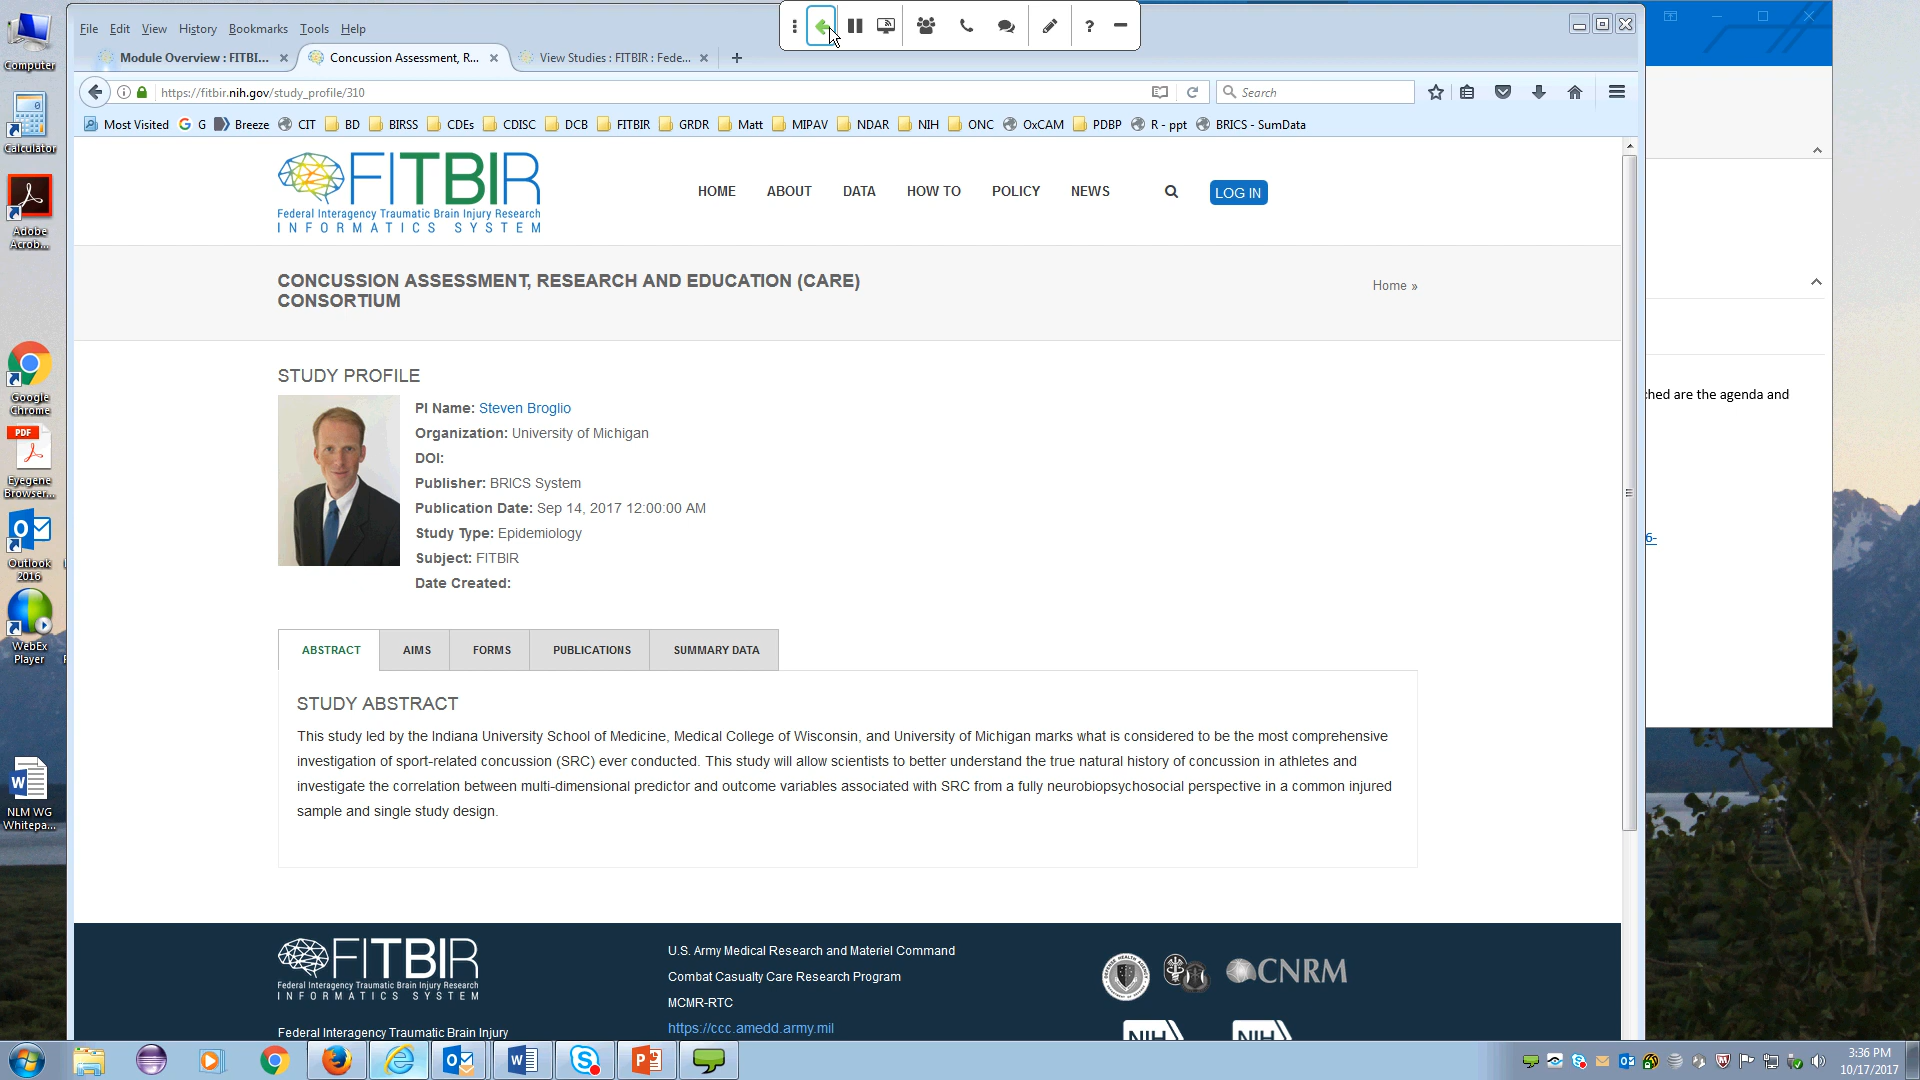 File Edit View History Bookmarks Tools Help
Module Overview : FITBI...
Concussion Assessment, R...
View Studies : FITBIR : Fede...
https://fitbir.nih.gov/study_profile/310
Search
Most Visited G Breeze CIT BD BIRSS CDEs CDISC DCB FITBIR GRDR Matt MIPAV NDAR NIH ONC OxCAM PDBP R - ppt BRICS - SumData
FITBIR
Federal Interagency Traumatic Brain Injury Research
INFORMATICS SYSTEM
HOME ABOUT DATA HOW TO POLICY NEWS LOG IN
CONCUSSION ASSESSMENT, RESEARCH AND EDUCATION (CARE)
CONSORTIUM
Home »
STUDY PROFILE
PI Name: Steven Broglio
Organization: University of Michigan
DOI:
Publisher: BRICS System
Publication Date: Sep 14, 2017 12:00:00 AM
Study Type: Epidemiology
Subject: FITBIR
Date Created:
ABSTRACT AIMS FORMS PUBLICATIONS SUMMARY DATA
STUDY ABSTRACT
This study led by the Indiana University School of Medicine, Medical College of Wisconsin, and University of Michigan marks what is considered to be the most comprehensive
investigation of sport-related concussion (SRC) ever conducted. This study will allow scientists to better understand the true natural history of concussion in athletes and
investigate the correlation between multi-dimensional predictor and outcome variables associated with SRC from a fully neurobiopsychosocial perspective in a common injured
sample and single study design.
FITBIR
Federal Interagency Traumatic Brain Injury Research
INFORMATICS SYSTEM
Federal Interagency Traumatic Brain Injury
U.S. Army Medical Research and Materiel Command
Combat Casualty Care Research Program
MCMR-RTC
https://ccc.amedd.army.mil
CNRM
NIH
NIH
are the agenda and
6-
Computer
Calculator
Adobe
Acrob...
Google
Chrome
PDF
Eyegene
Browser...
Outlook
2016
WebEx
Player
NLM WG
Whitepa...
3:36 PM
10/17/2017